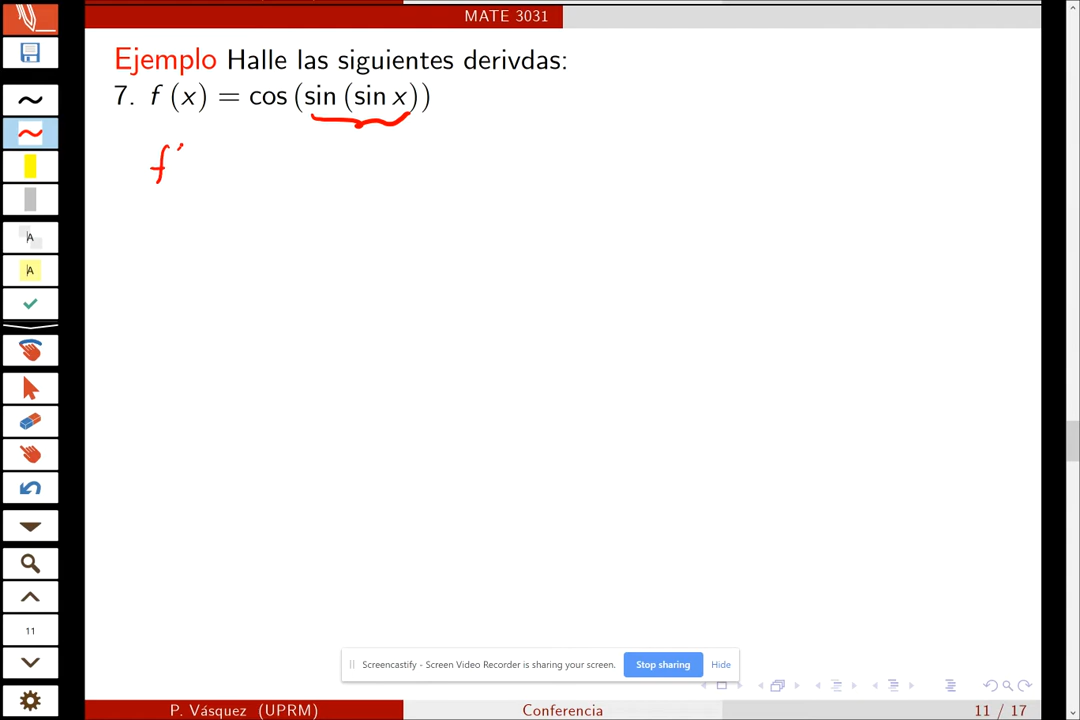 MATE 3031
Ejemplo Halle las siguientes derivdas:
7. f (x) = cos (sin (sin x))
f'
A
A
11
Screencastify - Screen Video Recorder is sharing your screen. Stop sharing Hide
P. Vásquez (UPRM) Conferencia 11 / 17